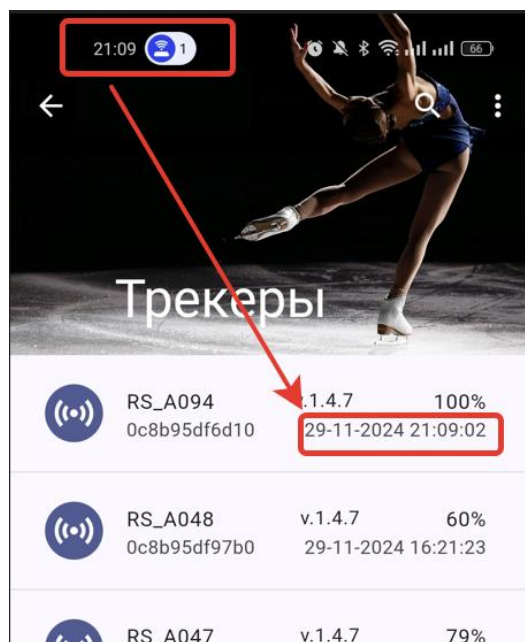 21:09 1 66
Трекеры
RS_A094 v.1.4.7 100%
0c8b95df6d10 29-11-2024 21:09:02
RS_A048 v.1.4.7 60%
0c8b95df97b0 29-11-2024 16:21:23
RS_A047 v.1.4.7 79%